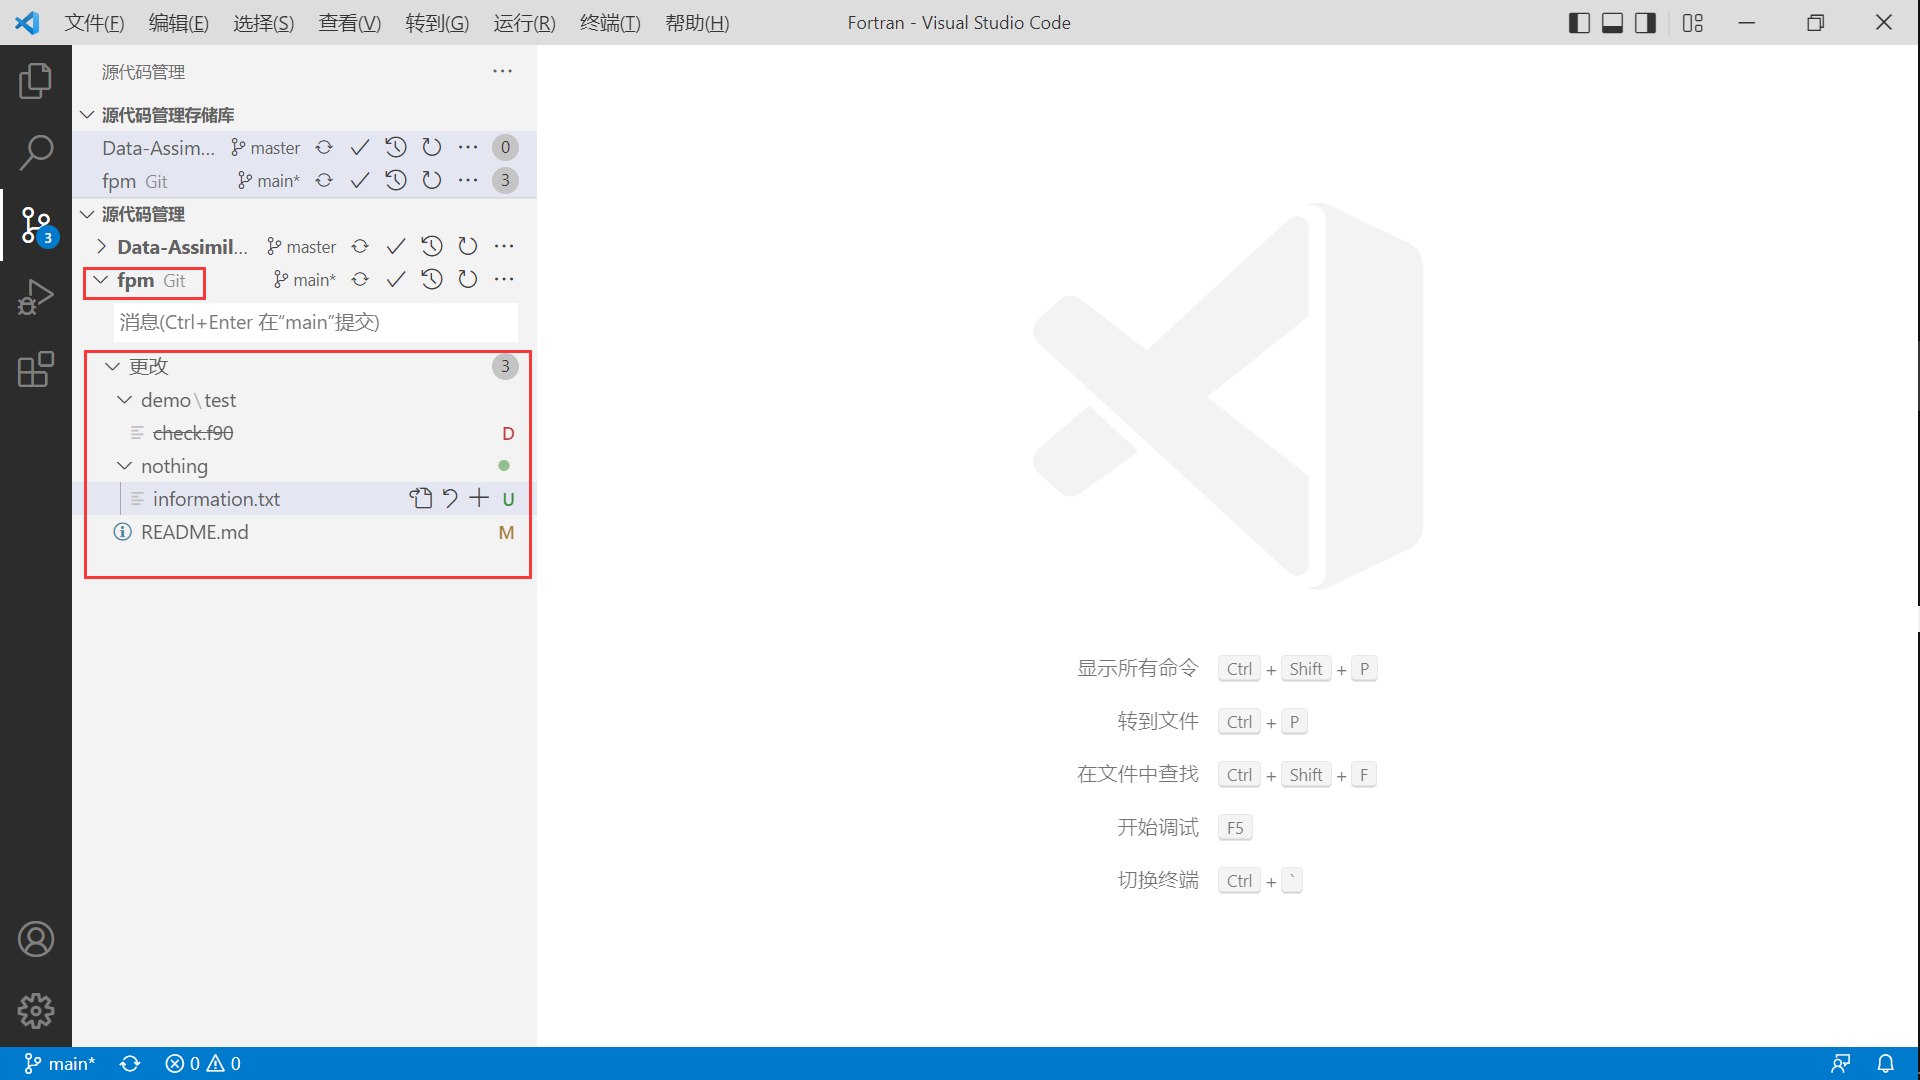 文件(F) 编辑(E) 选择(S) 查看(V) 转到(G) 运行(R) 终端(T) 帮助(H) Fortran - Visual Studio Code
源代码管理
源代码管理存储库
Data-Assim... master 0
fpm Git main* 3
源代码管理
Data-Assimil... master
fpm Git main*
消息(Ctrl+Enter 在“main”提交)
更改 3
demo\test
check.f90 D
nothing
information.txt U
README.md M
3
显示所有命令 Ctrl + Shift + P
转到文件 Ctrl + P
在文件中查找 Ctrl + Shift + F
开始调试 F5
切换终端 Ctrl + `
main* 0 0